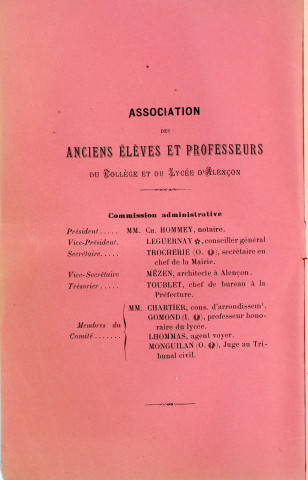 ASSOCIATION
DES
ANCIENS ÉLÈVES ET PROFESSEURS
DU COLLÈGE ET DU LYCÉE D'ALENÇON
Commission administrative
Président..... MM. Ch. HOMMEY, notaire.
Vice-Président. LEGUERNAY, conseiller général
Secrétaire..... TROCHERIE (O.), secrétaire en
chef de la Mairie.
Vice-Secrétaire MÉZEN, architecte à Alençon.
Trésorier..... TOUBLET, chef de bureau à la
Préfecture.
MM. CHARTIER, cons. d'arrondissemt.
GOMOND (I.), professeur hono-
Membres du raire du lycée.
Comité....... LHOMMAS, agent voyer.
MONGUILAN (O.), Juge au Tri-
bunal civil.